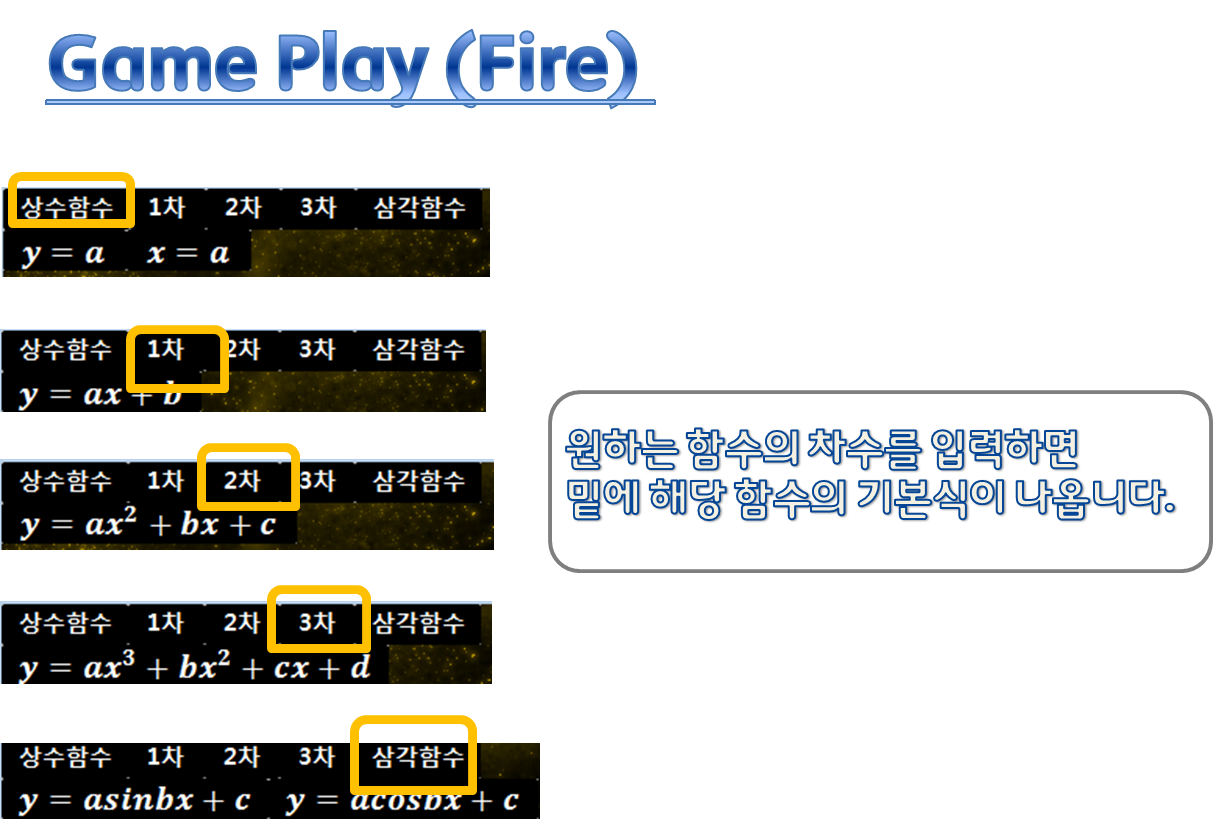 Game Play (Fire)
상수함수 1차 2차 3차 삼각함수
y = a x = a
상수함수 1차 2차 3차 삼각함수
y = ax + b
상수함수 1차 2차 3차 삼각함수
y = ax² + bx + c
상수함수 1차 2차 3차 삼각함수
y = ax³ + bx² + cx + d
상수함수 1차 2차 3차 삼각함수
y = asinbx + c y = acosbx + c
원하는 함수의 차수를 입력하면
밑에 해당 함수의 기본식이 나옵니다.